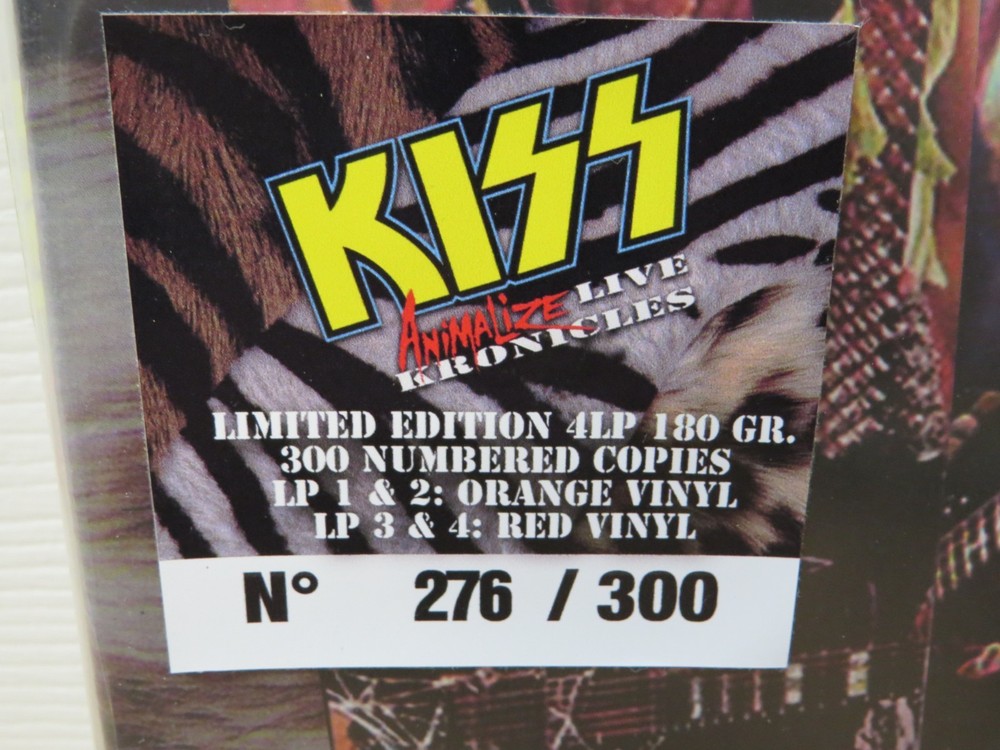 KISS
ANIMALIZE LIVE
KRONICLES
LIMITED EDITION 4LP 180 GR.
300 NUMBERED COPIES
LP 1 & 2: ORANGE VINYL
LP 3 & 4: RED VINYL
N° 276 / 300